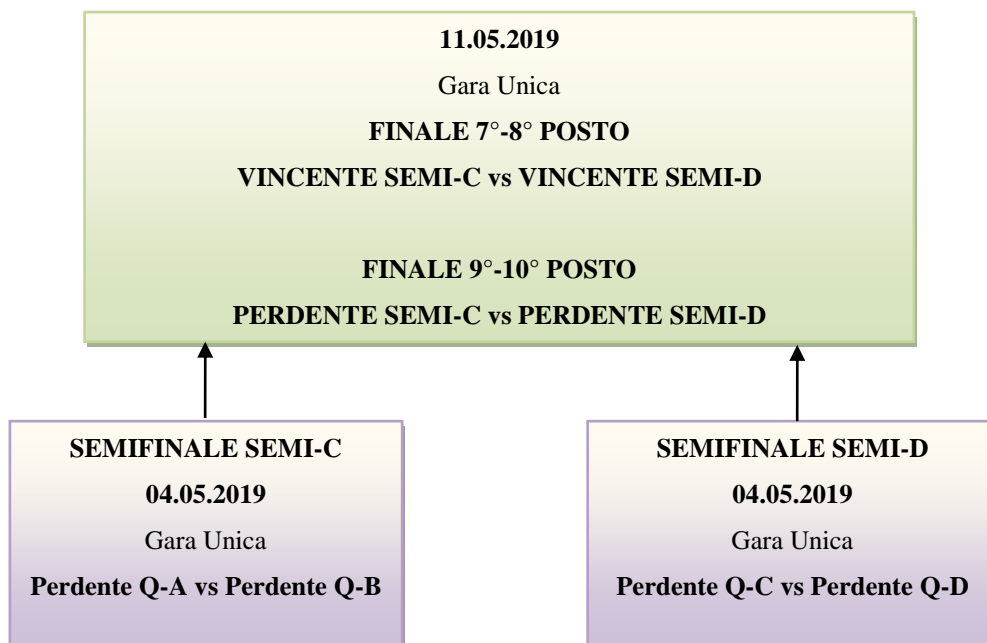 11.05.2019
Gara Unica
FINALE 7°-8° POSTO
VINCENTE SEMI-C vs VINCENTE SEMI-D
FINALE 9°-10° POSTO
PERDENTE SEMI-C vs PERDENTE SEMI-D
SEMIFINALE SEMI-C
04.05.2019
Gara Unica
Perdente Q-A vs Perdente Q-B
SEMIFINALE SEMI-D
04.05.2019
Gara Unica
Perdente Q-C vs Perdente Q-D